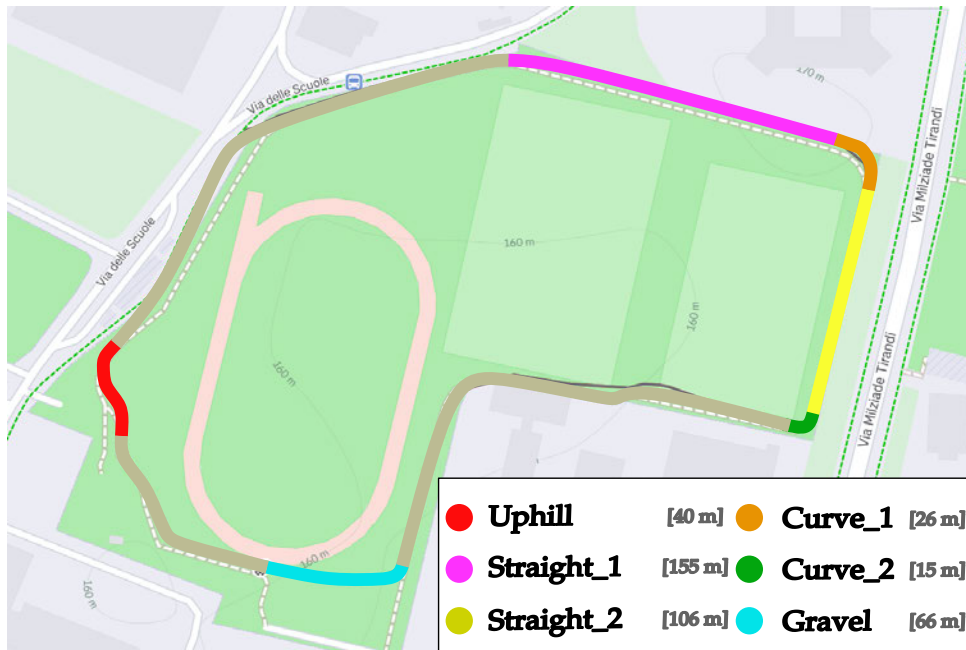 170 m
Via delle Scuole
Via Milziade Tirandi
Via delle Scuole
160 m
160 m
160 m
Via Milziade Tirandi
160 m
160 m
Uphill [40 m] Curve_1 [26 m]
Straight_1 [155 m] Curve_2 [15 m]
Straight_2 [106 m] Gravel [66 m]